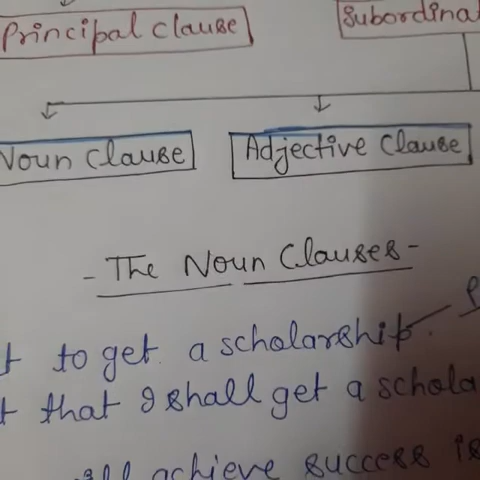 Principal Clause
Subordina
Noun Clause
Adjective Clause
- The Noun Clauses -
t to get a scholarship.
t that I shall get a schola
achieve success is